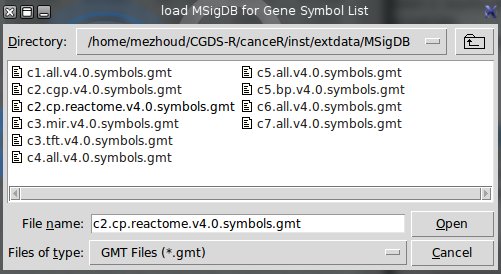 load MSigDB for Gene Symbol List
Directory: /home/mezhoud/CGDS-R/canceR/inst/extdata/MSigDB
c1.all.v4.0.symbols.gmt
c2.cgp.v4.0.symbols.gmt
c2.cp.reactome.v4.0.symbols.gmt
c3.mir.v4.0.symbols.gmt
c3.tft.v4.0.symbols.gmt
c4.all.v4.0.symbols.gmt
c5.all.v4.0.symbols.gmt
c5.bp.v4.0.symbols.gmt
c6.all.v4.0.symbols.gmt
c7.all.v4.0.symbols.gmt
File name: c2.cp.reactome.v4.0.symbols.gmt Open
Files of type: GMT Files (*.gmt) Cancel